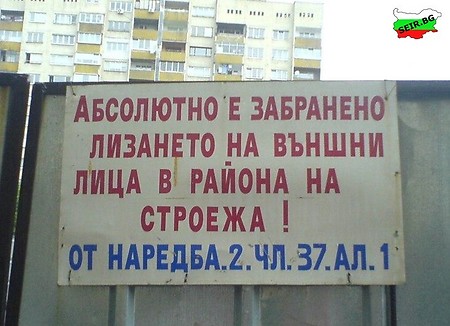 SEIR.BG
АБСОЛЮТНО Е ЗАБРАНЕНО
ЛИЗАНЕТО НА ВЪНШНИ
ЛИЦА В РАЙОНА НА
СТРОЕЖА !
ОТ НАРЕДБА.2.ЧЛ.37.АЛ.1